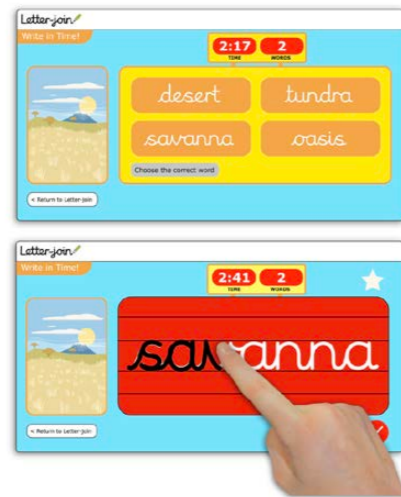 Letter-join
Write in Time!
2:17 2
TIME WORDS
desert tundra
savanna oasis
Choose the correct word
< Return to Letter-join
Letter-join
Write in Time!
2:41 2
TIME WORDS
savanna
< Return to Letter-join